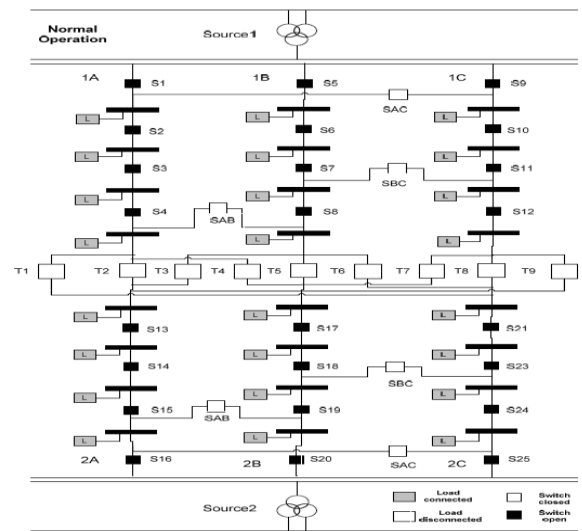 Normal
Operation
Source1
1A
S1
1B
S5
1C
S9
SAC
L
S2
L
S6
L
S10
L
S3
L
S7
SBC
L
S11
L
S4
SAB
L
S8
L
S12
L
L
L
T1
T2
T3
T4
T5
T6
T7
T8
T9
L
S13
L
S17
L
S21
L
S14
L
S18
SBC
L
S23
L
S15
SAB
L
S19
L
S24
L
L
SAC
L
2A
S16
2B
S20
2C
S25
Source2
Load
connected
Switch
closed
Load
disconnected
Switch
open